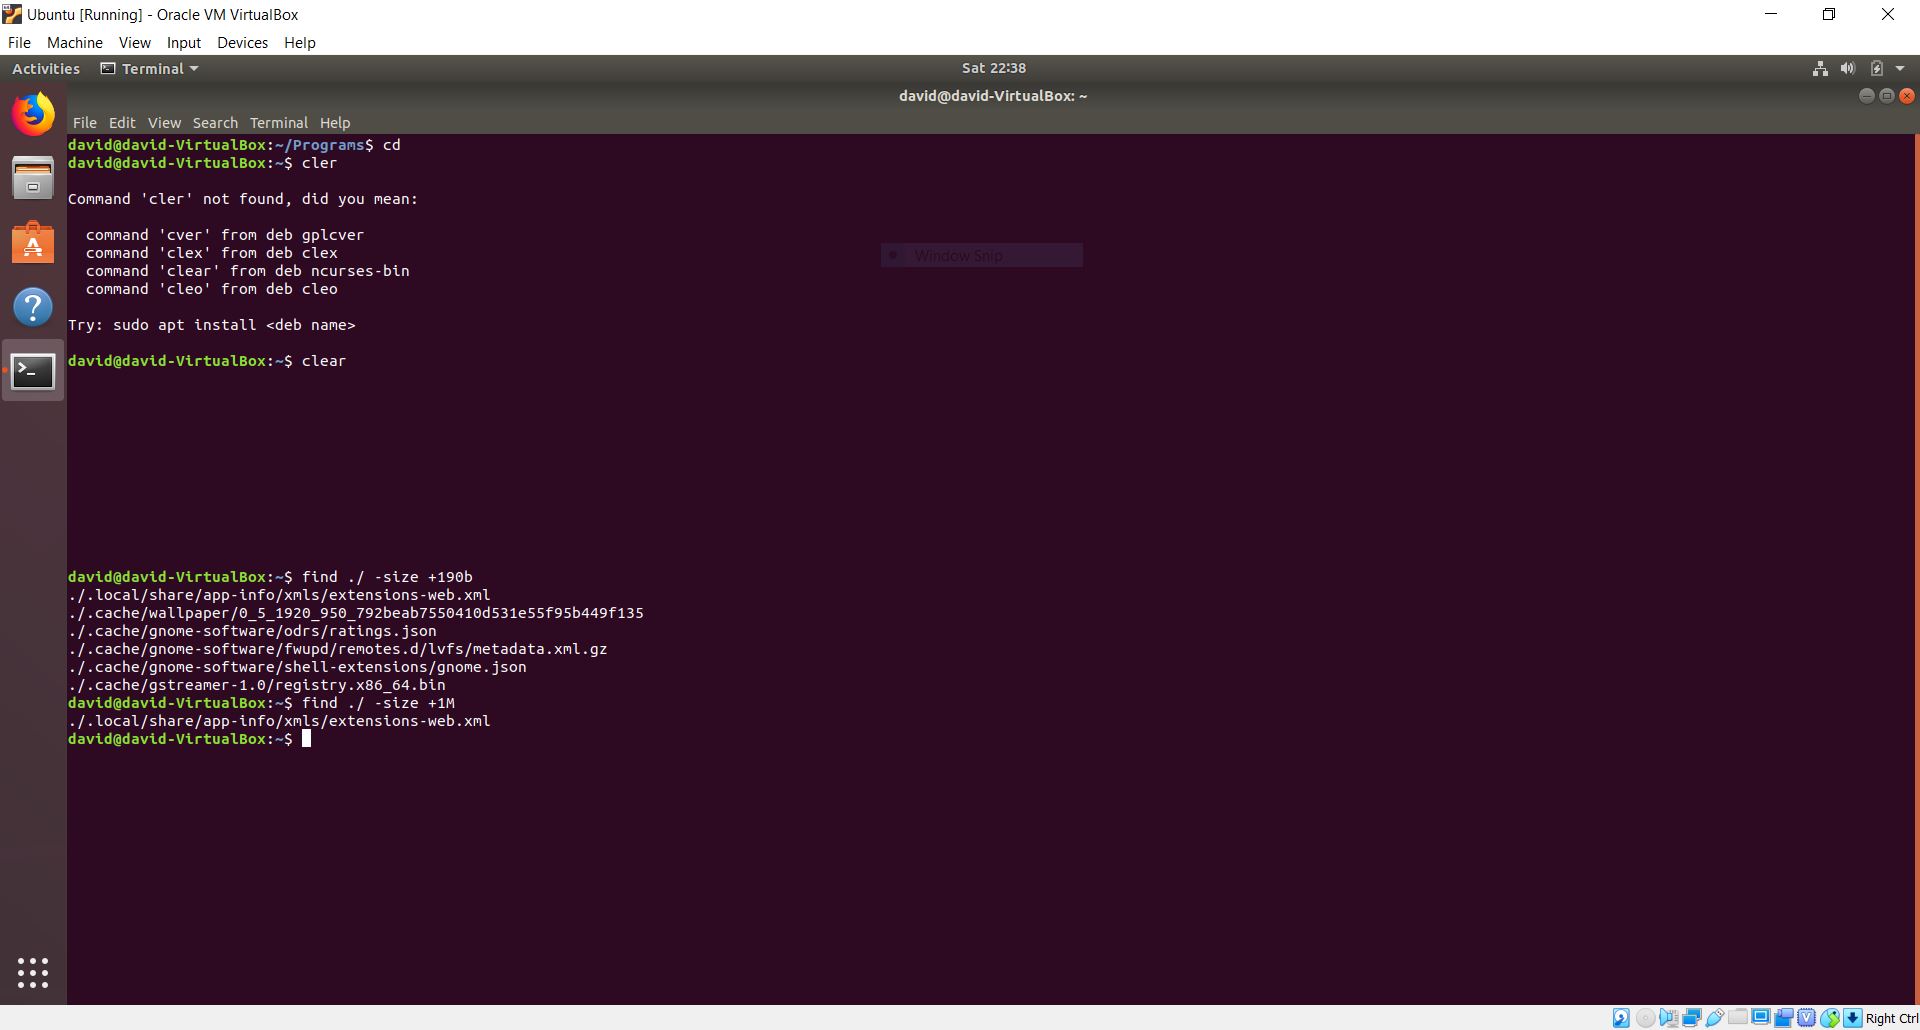 Ubuntu [Running] - Oracle VM VirtualBox
File Machine View Input Devices Help
Activities Terminal Sat 22:38
david@david-VirtualBox: ~
File Edit View Search Terminal Help
david@david-VirtualBox:~/Programs$ cd
david@david-VirtualBox:~$ cler
Command 'cler' not found, did you mean:
command 'cver' from deb gplcver
command 'clex' from deb clex
command 'clear' from deb ncurses-bin
command 'cleo' from deb cleo
Window Snip
Try: sudo apt install <deb name>
david@david-VirtualBox:~$ clear
david@david-VirtualBox:~$ find ./ -size +190b
./.local/share/app-info/xmls/extensions-web.xml
./.cache/wallpaper/0_5_1920_950_792beab7550410d531e55f95b449f135
./.cache/gnome-software/odrs/ratings.json
./.cache/gnome-software/fwupd/remotes.d/lvfs/metadata.xml.gz
./.cache/gnome-software/shell-extensions/gnome.json
./.cache/gstreamer-1.0/registry.x86_64.bin
david@david-VirtualBox:~$ find ./ -size +1M
./.local/share/app-info/xmls/extensions-web.xml
david@david-VirtualBox:~$
Right Ctrl